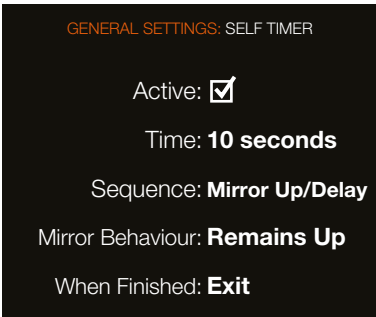 GENERAL SETTINGS: SELF TIMER
Active:
Time: 10 seconds
Sequence: Mirror Up/Delay
Mirror Behaviour: Remains Up
When Finished: Exit